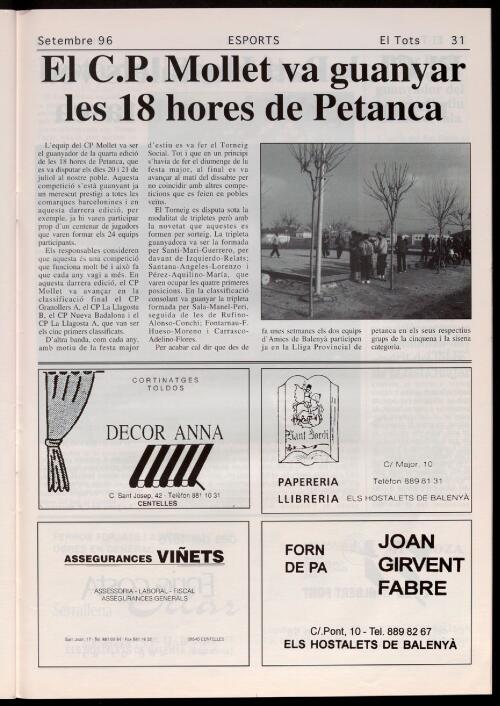 Setembre 96 ESPORTS El Tots 31
El C.P. Mollet va guanyar
les 18 hores de Petanca
L'equip del CP Mollet va ser
el guanyador de la quarta edició
de les 18 hores de Petanca, que
es va disputar els dies 20 i 21 de
juliol al nostre poble. Aquesta
competició s'està guanyant ja
un merescut prestigi a totes les
comarques barcelonines i en
aquesta darrera edició, per
exemple, ja hi varen participar
prop d'un centenar de jugadors
que varen formar els 24 equips
participants.
Els responsables consideren
que aquesta és una competició
que funciona molt bé i això fa
que cada any vagi a més. En
aquesta darrera edició, el CP
Mollet va avançar en la
classificació final el CP
Granollers A, el CP La Llagosta
B, el CP Nueva Badalona i el
CP La Llagosta A, que van ser
els cinc primers classificats.
D'altra banda, com cada any,
amb motiu de la festa major
d'estiu es va fer el Torneig
Social. Tot i que en un principi
s'havia de fer el diumenge de la
festa major, al final es va
avançar al matí del dissabte per
no coincidir amb altres compe-
ticions que es feien en pobles
veïns.
El Torneig es disputa sota la
modalitat de tripletes però amb
la novetat que aquestes es
formen per sorteig. La tripleta
guanyadora va ser la formada
per Santi-Mari-Guerrero, per
davant de Izquierdo-Relats;
Santana-Angeles-Lorenzo i
Pérez-Aquilino-María, que
varen ocupar les quatre primeres
posicions. En la classificació
consolant va guanyar la tripleta
formada per Sala-Manel-Peri,
seguida de les de Rufino-
Alonso-Conchi; Fontarnau-F.
Hueso-Moreno i Carrasco-
Adelino-Flores.
Per acabar cal dir que des de
fa unes setmanes els dos equips
d'Amics de Balenyà participen
ja en la Lliga Provincial de
petanca en els seus respectius
grups de la cinquena i la sisena
categoria.
CORTINATGES
TOLDOS
DECOR ANNA
C. Sant Josep, 42 - Telèfon 881 10 31
CENTELLES
Sant Jordi
C/ Major, 10
PAPERERIA Telèfon 889 81 31
LLIBRERIA ELS HOSTALETS DE BALENYÀ
ASSEGURANCES VIÑETS
ASSESSORIA - LABORAL - FISCAL
ASSEGURANCES GENERALS
08540 CENTELLES
FORN
DE PA
JOAN
GIRVENT
FABRE
C/.Pont, 10 - Tel. 889 82 67
ELS HOSTALETS DE BALENYÀ